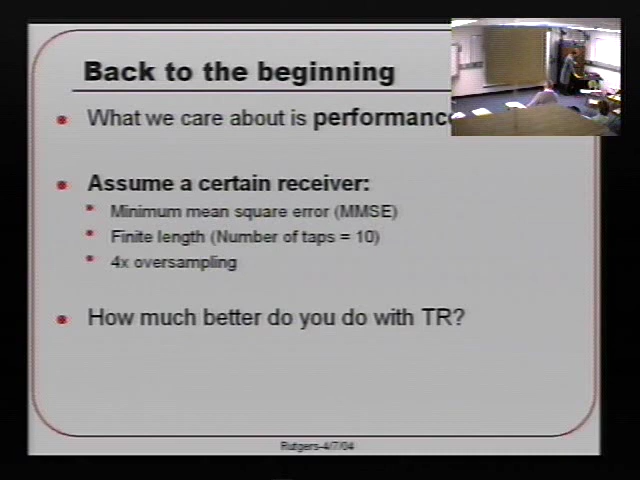 Back to the beginning
What we care about is performanc
Assume a certain receiver:
Minimum mean square error (MMSE)
Finite length (Number of taps = 10)
4x oversampling
How much better do you do with TR?
Rutgers-4/7/04